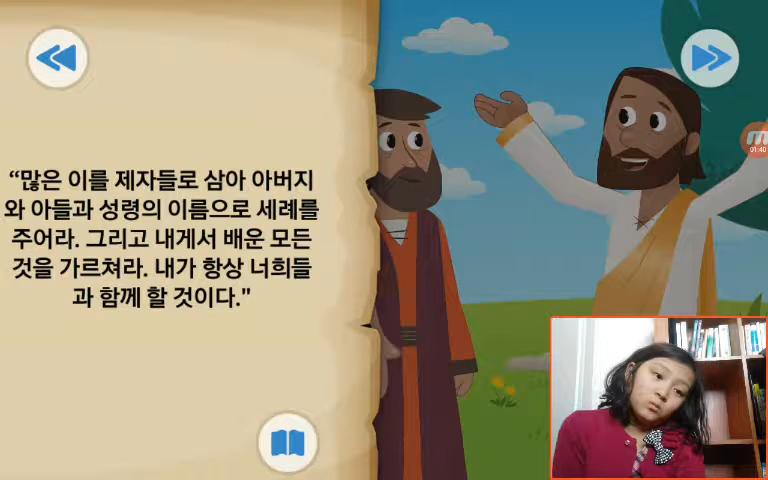 “많은 이를 제자들로 삼아 아버지
와 아들과 성령의 이름으로 세례를
주어라. 그리고 내게서 배운 모든
것을 가르쳐라. 내가 항상 너희들
과 함께 할 것이다."
01:40